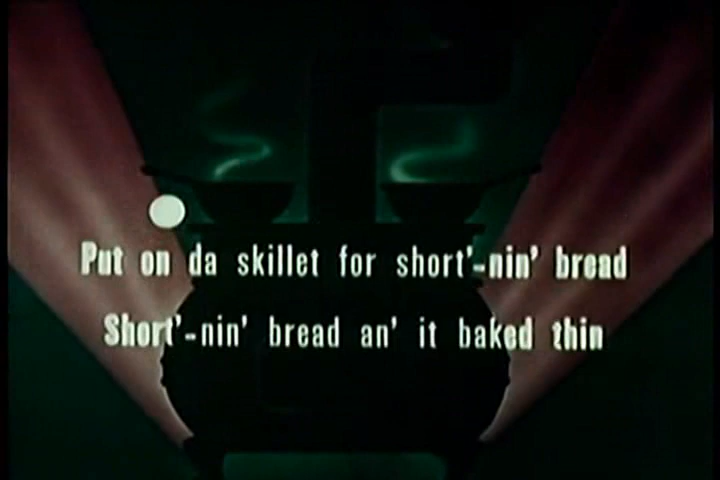 Put on da skillet for short'-nin' bread
Short'-nin' bread an' it baked thin